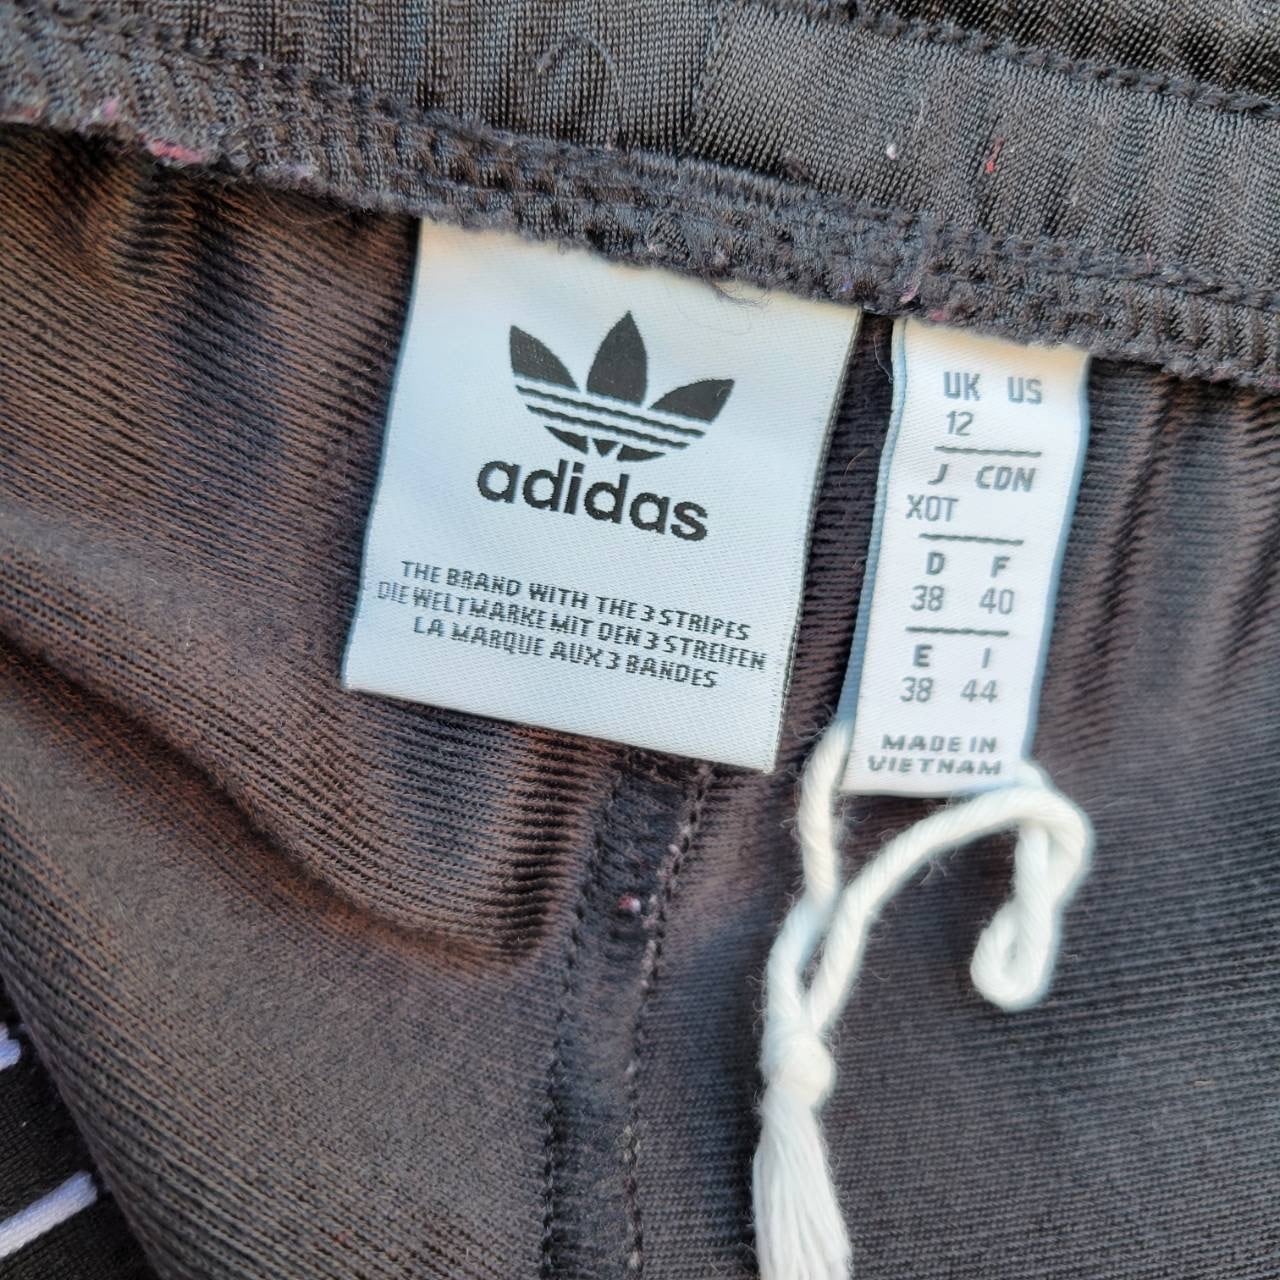 adidas
THE BRAND WITH THE 3 STRIPES
DIE WELTMARKE MIT DEN 3 STREIFEN
LA MARQUE AUX 3 BANDES
UK US
12
J CDN
XOT
D F
38 40
E I
38 44
MADE IN
VIETNAM